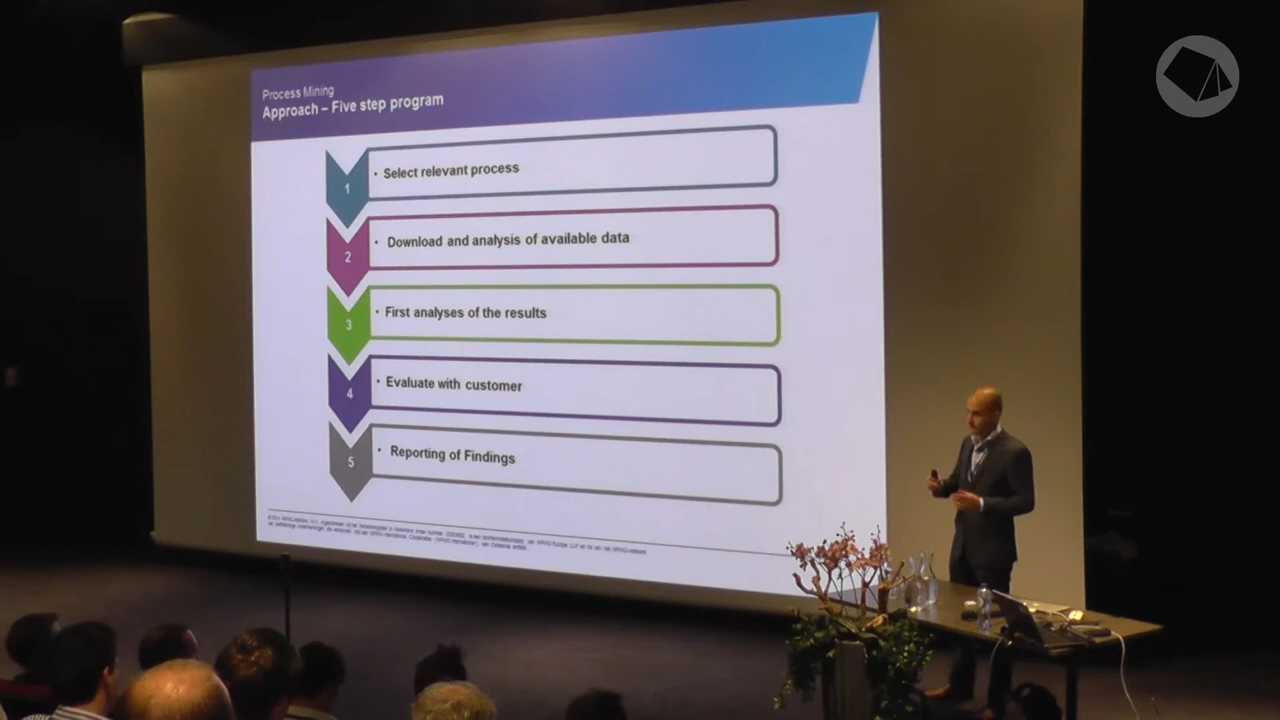 Process Mining
Approach – Five step program
1
• Select relevant process
2
• Download and analysis of available data
3
• First analyses of the results
4
• Evaluate with customer
5
• Reporting of Findings